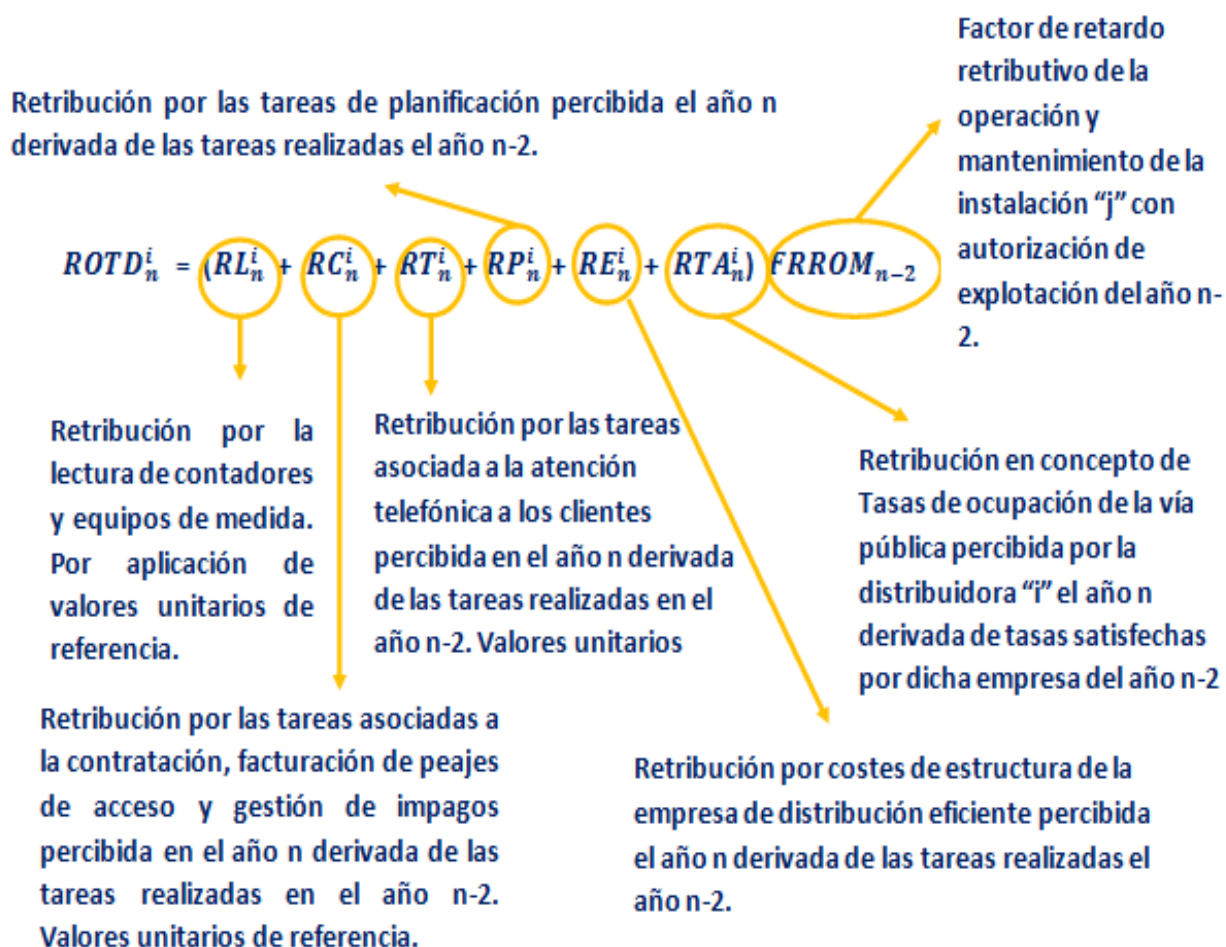 Factor de retardo
retributivo de la
operación y
mantenimiento de la
instalación “j” con
autorización de
explotación del año n-
2.
Retribución por las tareas de planificación percibida el año n
derivada de las tareas realizadas el año n-2.
ROTDⁱₙ = (RLⁱₙ + RCⁱₙ + RTⁱₙ + RPⁱₙ + REⁱₙ + RTAⁱₙ) FRROMₙ₋₂
Retribución por la
lectura de contadores
y equipos de medida.
Por aplicación de
valores unitarios de
referencia.
Retribución por las tareas
asociada a la atención
telefónica a los clientes
percibida en el año n derivada
de las tareas realizadas en el
año n-2. Valores unitarios
Retribución en concepto de
Tasas de ocupación de la vía
pública percibida por la
distribuidora “i” el año n
derivada de tasas satisfechas
por dicha empresa del año n-2
Retribución por las tareas asociadas a
la contratación, facturación de peajes
de acceso y gestión de impagos
percibida en el año n derivada de las
tareas realizadas en el año n-2.
Valores unitarios de referencia.
Retribución por costes de estructura de la
empresa de distribución eficiente percibida
el año n derivada de las tareas realizadas el
año n-2.